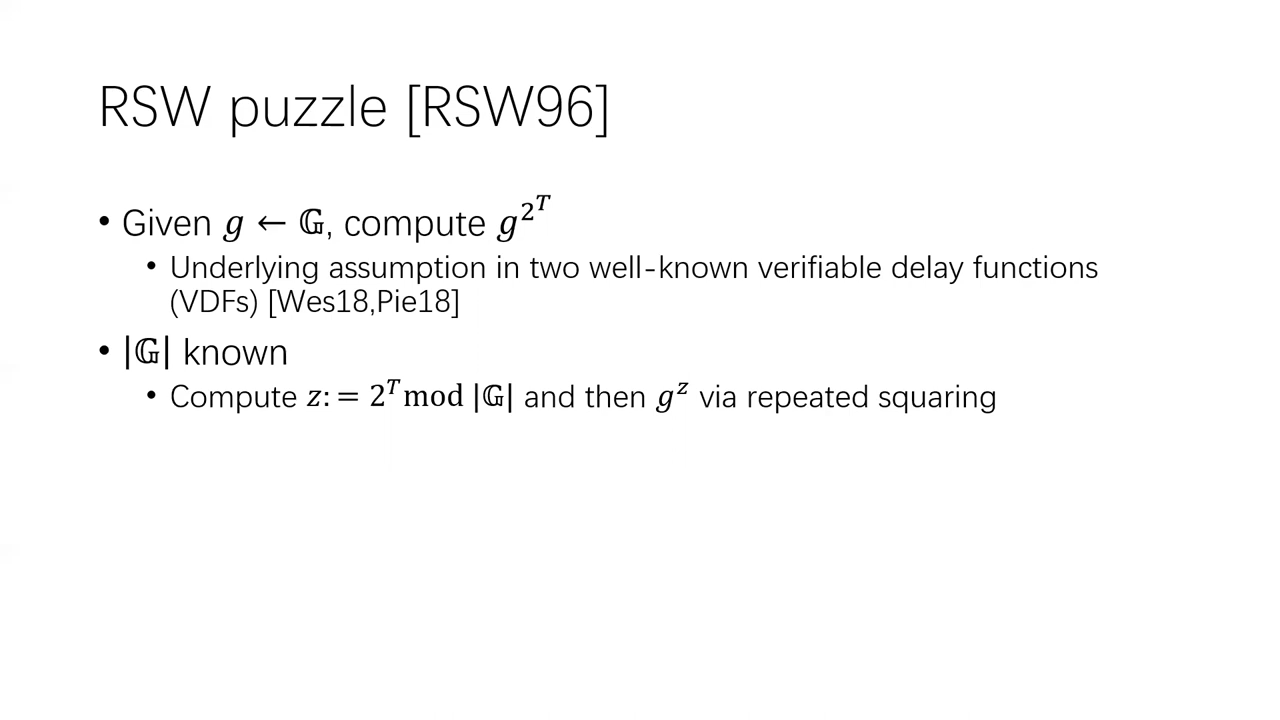 RSW puzzle [RSW96]
• Given 𝑔 ← 𝔾, compute 𝑔^{2^𝑇}
• Underlying assumption in two well-known verifiable delay functions
(VDFs) [Wes18,Pie18]
• |𝔾| known
• Compute 𝑧: = 2^𝑇 mod |𝔾| and then 𝑔^𝑧 via repeated squaring